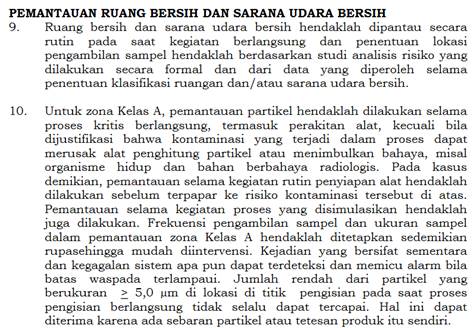 PEMANTAUAN RUANG BERSIH DAN SARANA UDARA BERSIH
9. Ruang bersih dan sarana udara bersih hendaklah dipantau secara
rutin pada saat kegiatan berlangsung dan penentuan lokasi
pengambilan sampel hendaklah berdasarkan studi analisis risiko yang
dilakukan secara formal dan dari data yang diperoleh selama
penentuan klasifikasi ruangan dan/atau sarana udara bersih.
10. Untuk zona Kelas A, pemantauan partikel hendaklah dilakukan selama
proses kritis berlangsung, termasuk perakitan alat, kecuali bila
dijustifikasi bahwa kontaminasi yang terjadi dalam proses dapat
merusak alat penghitung partikel atau menimbulkan bahaya, misal
organisme hidup dan bahan berbahaya radiologis. Pada kasus
demikian, pemantauan selama kegiatan rutin penyiapan alat hendaklah
dilakukan sebelum terpapar ke risiko kontaminasi tersebut di atas.
Pemantauan selama kegiatan proses yang disimulasikan hendaklah
juga dilakukan. Frekuensi pengambilan sampel dan ukuran sampel
dalam pemantauan zona Kelas A hendaklah ditetapkan sedemikian
rupasehingga mudah diintervensi. Kejadian yang bersifat sementara
dan kegagalan sistem apa pun dapat terdeteksi dan memicu alarm bila
batas waspada terlampaui. Jumlah rendah dari partikel yang
berukuran ≥ 5,0 µm di lokasi di titik pengisian pada saat proses
pengisian berlangsung tidak selalu dapat tercapai. Hal ini dapat
diterima karena ada sebaran partikel atau tetesan produk itu sendiri.